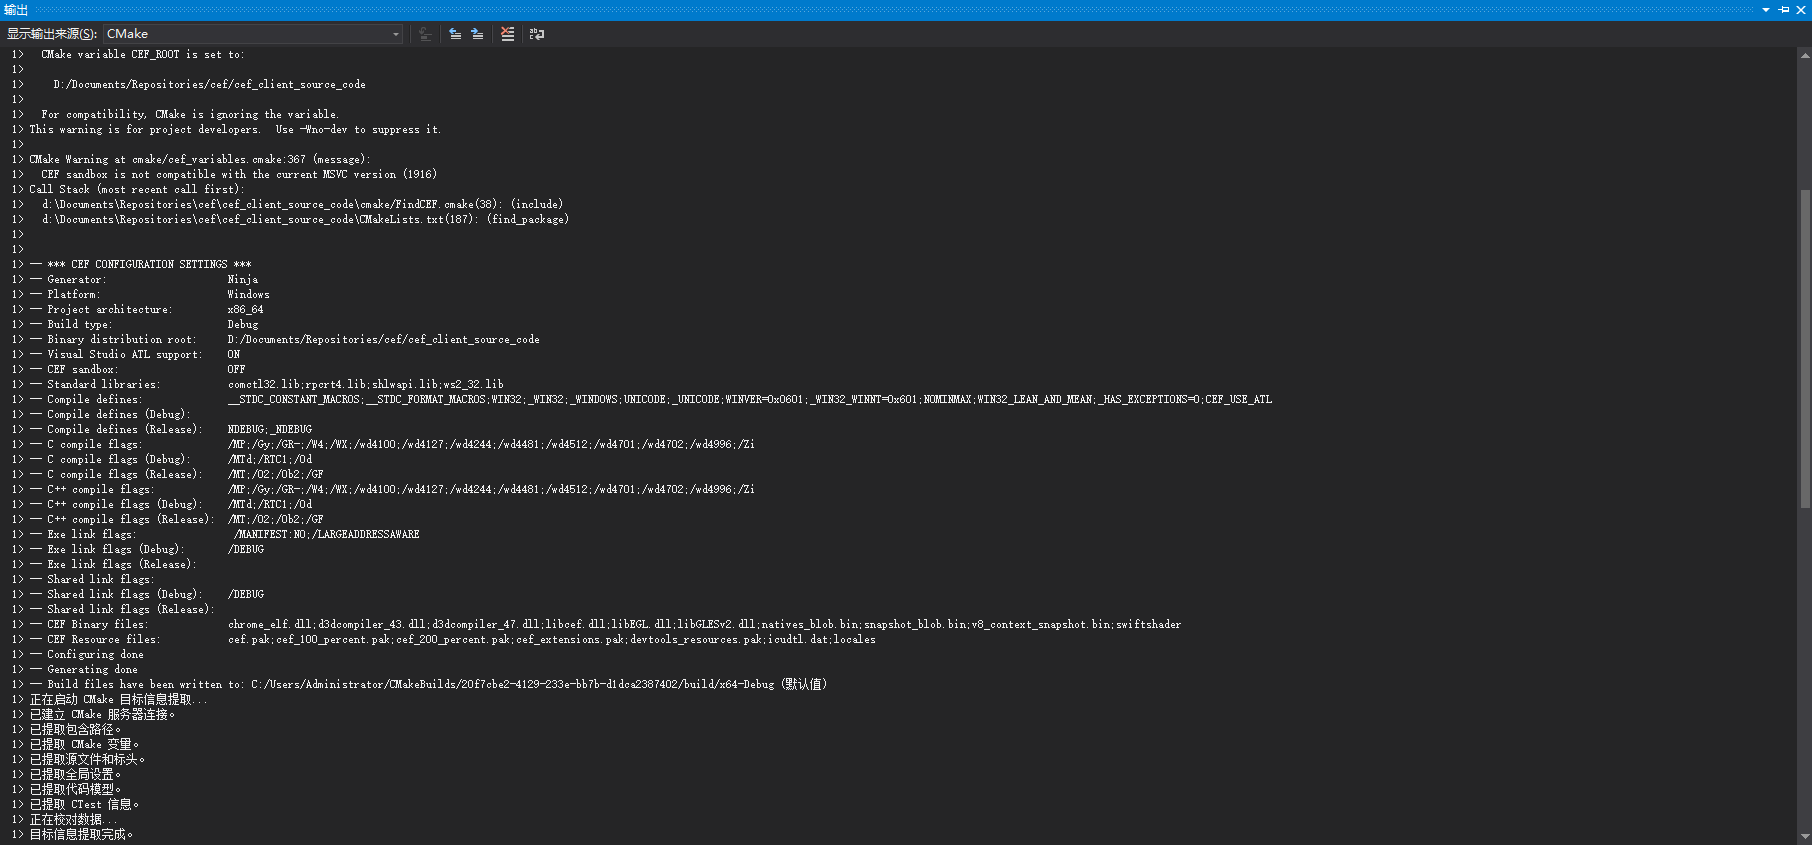 输出
显示输出来源(S): CMake
1>   CMake variable CEF_ROOT is set to:
1>
1>     D:/Documents/Repositories/cef/cef_client_source_code
1>
1>   For compatibility, CMake is ignoring the variable.
1> This warning is for project developers.  Use -Wno-dev to suppress it.
1>
1> CMake Warning at cmake/cef_variables.cmake:367 (message):
1>   CEF sandbox is not compatible with the current MSVC version (1916)
1> Call Stack (most recent call first):
1>   d:\Documents\Repositories\cef\cef_client_source_code\cmake/FindCEF.cmake(38): (include)
1>   d:\Documents\Repositories\cef\cef_client_source_code\CMakeLists.txt(187): (find_package)
1>
1>
1> -- *** CEF CONFIGURATION SETTINGS ***
1> -- Generator:                    Ninja
1> -- Platform:                     Windows
1> -- Project architecture:         x86_64
1> -- Build type:                   Debug
1> -- Binary distribution root:     D:/Documents/Repositories/cef/cef_client_source_code
1> -- Visual Studio ATL support:    ON
1> -- CEF sandbox:                  OFF
1> -- Standard libraries:           comctl32.lib;rpcrt4.lib;shlwapi.lib;ws2_32.lib
1> -- Compile defines:              __STDC_CONSTANT_MACROS;__STDC_FORMAT_MACROS;WIN32;_WIN32;_WINDOWS;UNICODE;_UNICODE;WINVER=0x0601;_WIN32_WINNT=0x601;NOMINMAX;WIN32_LEAN_AND_MEAN;_HAS_EXCEPTIONS=0;CEF_USE_ATL
1> -- Compile defines (Debug):
1> -- Compile defines (Release):    NDEBUG;_NDEBUG
1> -- C compile flags:              /MP;/Gy;/GR-;/W4;/WX;/wd4100;/wd4127;/wd4244;/wd4481;/wd4512;/wd4701;/wd4702;/wd4996;/Zi
1> -- C compile flags (Debug):      /MTd;/RTC1;/Od
1> -- C compile flags (Release):    /MT;/O2;/Ob2;/GF
1> -- C++ compile flags:            /MP;/Gy;/GR-;/W4;/WX;/wd4100;/wd4127;/wd4244;/wd4481;/wd4512;/wd4701;/wd4702;/wd4996;/Zi
1> -- C++ compile flags (Debug):    /MTd;/RTC1;/Od
1> -- C++ compile flags (Release):  /MT;/O2;/Ob2;/GF
1> -- Exe link flags:                /MANIFEST:NO;/LARGEADDRESSAWARE
1> -- Exe link flags (Debug):       /DEBUG
1> -- Exe link flags (Release):
1> -- Shared link flags:
1> -- Shared link flags (Debug):    /DEBUG
1> -- Shared link flags (Release):
1> -- CEF Binary files:             chrome_elf.dll;d3dcompiler_43.dll;d3dcompiler_47.dll;libcef.dll;libEGL.dll;libGLESv2.dll;natives_blob.bin;snapshot_blob.bin;v8_context_snapshot.bin;swiftshader
1> -- CEF Resource files:           cef.pak;cef_100_percent.pak;cef_200_percent.pak;cef_extensions.pak;devtools_resources.pak;icudtl.dat;locales
1> -- Configuring done
1> -- Generating done
1> -- Build files have been written to: C:/Users/Administrator/CMakeBuilds/20f7cbe2-4129-233e-bb7b-d1dca2387402/build/x64-Debug (默认值)
1> 正在启动 CMake 目标信息提取...
1> 已建立 CMake 服务器连接。
1> 已提取包含路径。
1> 已提取 CMake 变量。
1> 已提取源文件和标头。
1> 已提取全局设置。
1> 已提取代码模型。
1> 已提取 CTest 信息。
1> 正在校对数据...
1> 目标信息提取完成。